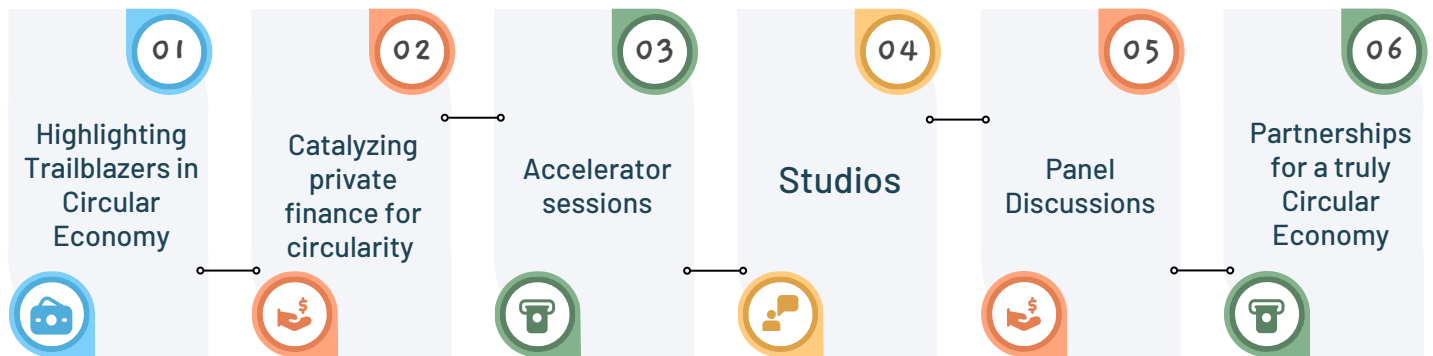 01
Highlighting
Trailblazers in
Circular
Economy
02
Catalyzing
private
finance for
circularity
03
Accelerator
sessions
04
Studios
05
Panel
Discussions
06
Partnerships
for a truly
Circular
Economy